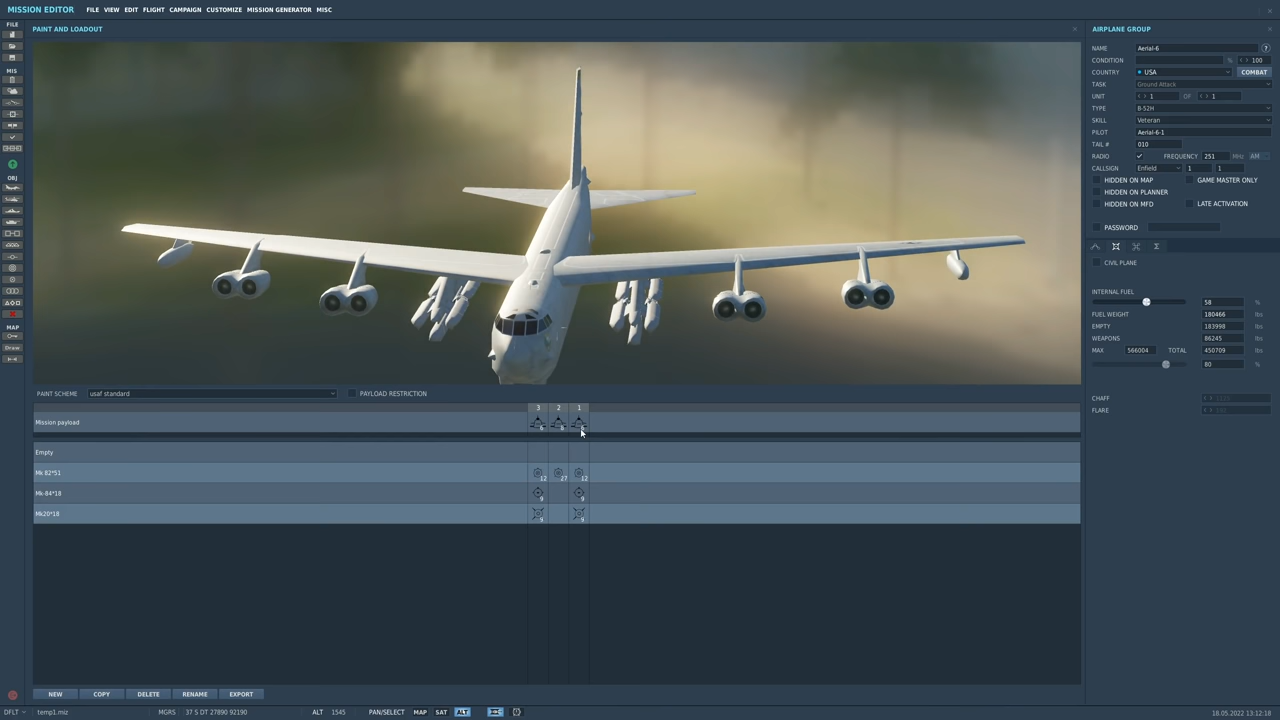 MISSION EDITOR FILE VIEW EDIT FLIGHT CAMPAIGN CUSTOMIZE MISSION GENERATOR MISC
FILE
MIS
OBJ
MAP
Draw
PAINT AND LOADOUT
PAINT SCHEME usaf standard PAYLOAD RESTRICTION
3 2 1
Mission payload
Empty
Mk 82*51 12 27 12
Mk-84*18 9 9
Mk20*18 9 9
NEW COPY DELETE RENAME EXPORT
AIRPLANE GROUP
NAME Aerial-6 ?
CONDITION % < > 100
COUNTRY USA COMBAT
TASK Ground Attack
UNIT < > 1 OF < > 1
TYPE B-52H
SKILL Veteran
PILOT Aerial-6-1
TAIL # 010
RADIO FREQUENCY 251 MHz AM
CALLSIGN Enfield 1 1
HIDDEN ON MAP GAME MASTER ONLY
HIDDEN ON PLANNER
HIDDEN ON MFD LATE ACTIVATION
PASSWORD
CIVIL PLANE
INTERNAL FUEL
58 %
FUEL WEIGHT 180466 lbs
EMPTY 183998 lbs
WEAPONS 86245 lbs
MAX 566004 TOTAL 450709 lbs
80 %
CHAFF
FLARE
DFLT temp1.miz MGRS 37 S DT 27890 92190 ALT 1545 PAN/SELECT MAP SAT ALT 18.05.2022 13:12:18